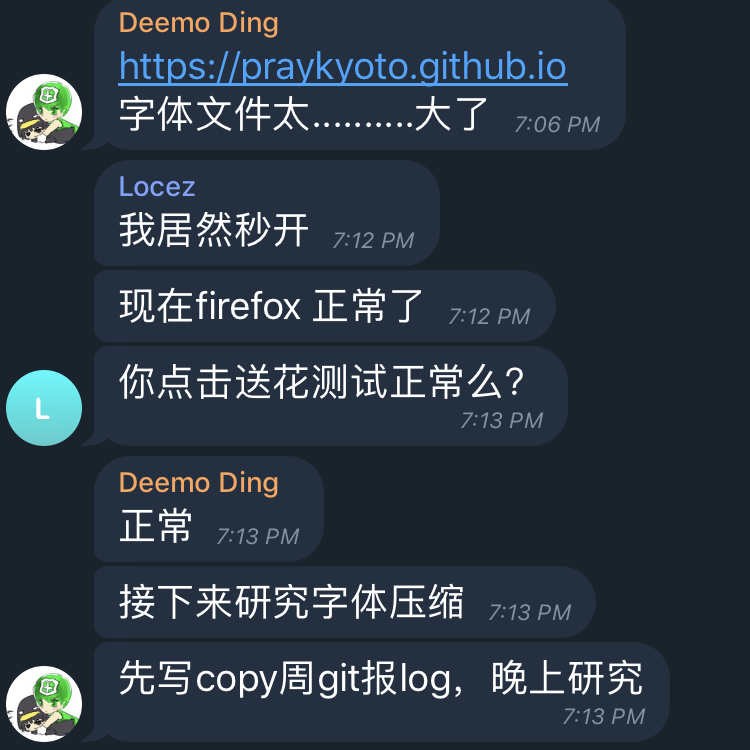 Deemo Ding
https://praykyoto.github.io
字体文件太..........大了 7:06 PM
Locez
我居然秒开 7:12 PM
现在firefox 正常了 7:12 PM
你点击送花测试正常么？
7:13 PM
L
Deemo Ding
正常 7:13 PM
接下来研究字体压缩 7:13 PM
先写copy周git报log，晚上研究
7:13 PM